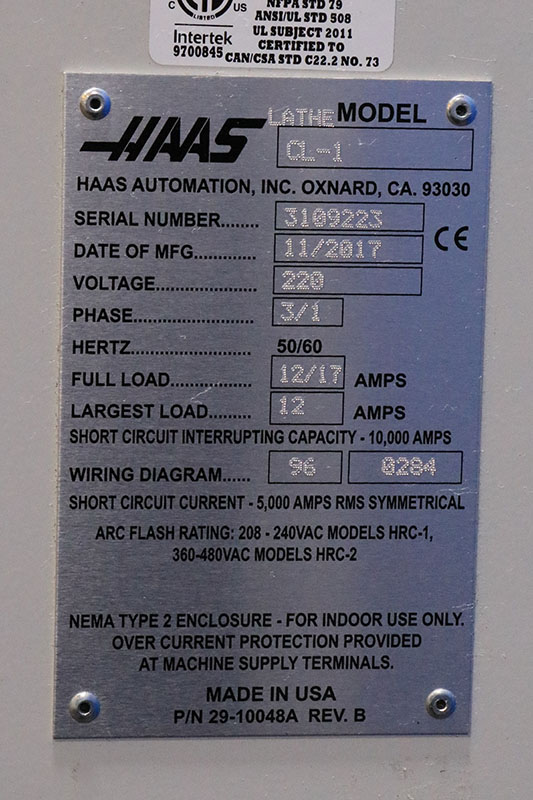 NFPA STD 79
C US
LISTED
ANSI/UL STD 508
Intertek
UL SUBJECT 2011
9700845
CERTIFIED TO
CAN/CSA STD C22.2 NO. 73
HAAS
LATHE MODEL
CL-1
HAAS AUTOMATION, INC. OXNARD, CA. 93030
SERIAL NUMBER........ 3109223
DATE OF MFG............. 11/2017
CE
VOLTAGE..................... 220
PHASE......................... 3/1
HERTZ......................... 50/60
FULL LOAD................. 12/17 AMPS
LARGEST LOAD.......... 12 AMPS
SHORT CIRCUIT INTERRUPTING CAPACITY - 10,000 AMPS
WIRING DIAGRAM...... 96 0284
SHORT CIRCUIT CURRENT - 5,000 AMPS RMS SYMMETRICAL
ARC FLASH RATING: 208 - 240VAC MODELS HRC-1,
360-480VAC MODELS HRC-2
NEMA TYPE 2 ENCLOSURE - FOR INDOOR USE ONLY.
OVER CURRENT PROTECTION PROVIDED
AT MACHINE SUPPLY TERMINALS.
MADE IN USA
P/N 29-10048A REV. B